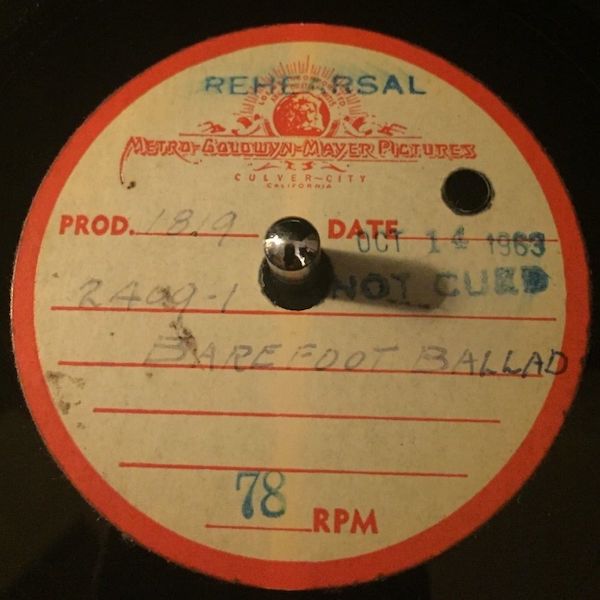 REHEARSAL
METRO-GOLDWYN-MAYER PICTURES
CULVER-CITY
CALIFORNIA
PROD. 1819 DATE OCT 14 1963
2409-1 NOT CUED
BAREFOOT BALLAD
78 RPM